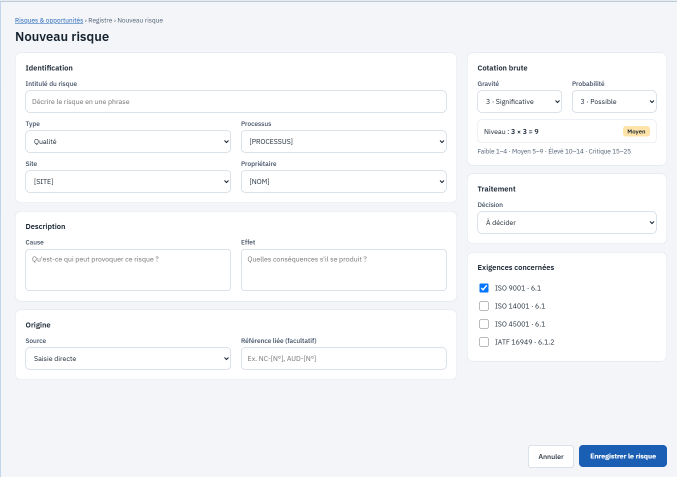 Risques & opportunités › Registre › Nouveau risque
Nouveau risque
Identification
Intitulé du risque
Décrire le risque en une phrase
Type
Processus
Qualité
[PROCESSUS]
Site
Propriétaire
[SITE]
[NOM]
Description
Cause
Effet
Qu'est-ce qui peut provoquer ce risque ?
Quelles conséquences s'il se produit ?
Origine
Source
Référence liée (facultatif)
Saisie directe
Ex. NC-[N°], AUD-[N°]
Cotation brute
Gravité
Probabilité
3 · Significative
3 · Possible
Niveau : 3 × 3 = 9
Moyen
Faible 1–4 · Moyen 5–9 · Élevé 10–14 · Critique 15–25
Traitement
Décision
À décider
Exigences concernées
ISO 9001 · 6.1
ISO 14001 · 6.1
ISO 45001 · 6.1
IATF 16949 · 6.1.2
Annuler
Enregistrer le risque